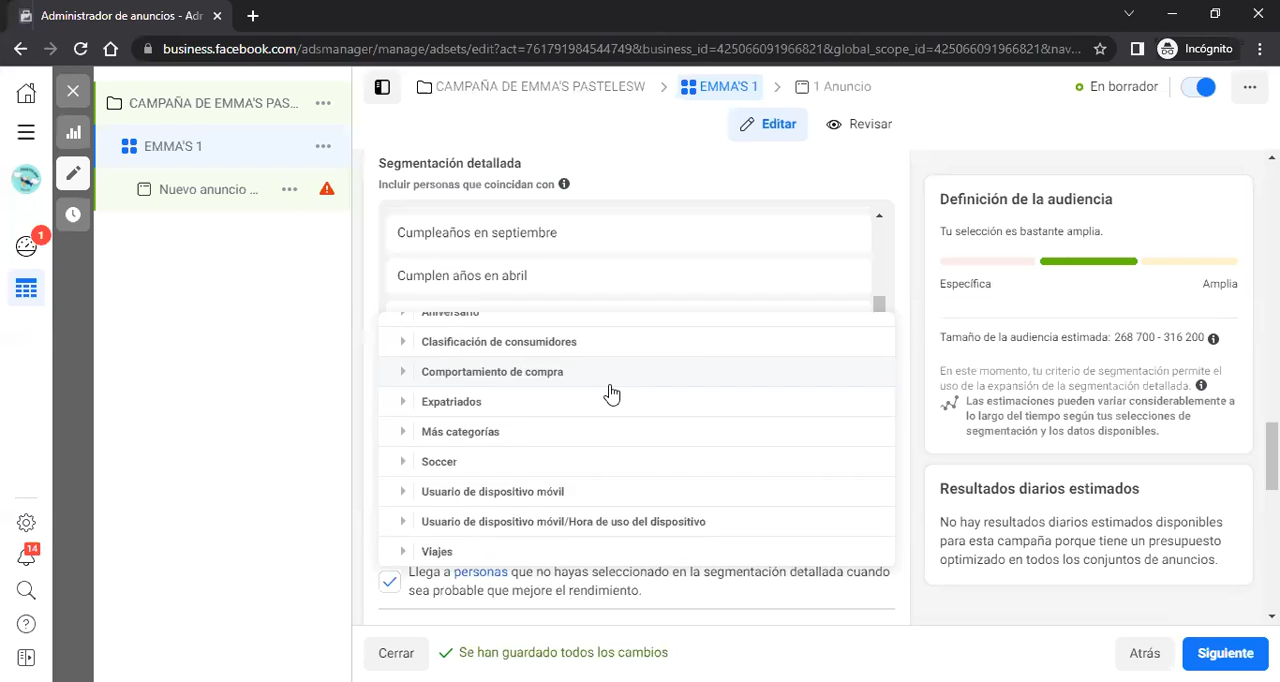 Administrador de anuncios - Adr
business.facebook.com/adsmanager/manage/adsets/edit?act=761791984544749&business_id=425066091966821&global_scope_id=425066091966821&nav...
Incógnito
CAMPAÑA DE EMMA'S PAS...
EMMA'S 1
Nuevo anuncio ...
1
14
CAMPAÑA DE EMMA'S PASTELESW
EMMA'S 1
1 Anuncio
En borrador
Editar
Revisar
Segmentación detallada
Incluir personas que coincidan con
Cumpleaños en septiembre
Cumplen años en abril
Aniversario
Clasificación de consumidores
Comportamiento de compra
Expatriados
Más categorías
Soccer
Usuario de dispositivo móvil
Usuario de dispositivo móvil/Hora de uso del dispositivo
Viajes
Llega a personas que no hayas seleccionado en la segmentación detallada cuando
sea probable que mejore el rendimiento.
Definición de la audiencia
Tu selección es bastante amplia.
Específica
Amplia
Tamaño de la audiencia estimada: 268 700 - 316 200
En este momento, tu criterio de segmentación permite el
uso de la expansión de la segmentación detallada.
Las estimaciones pueden variar considerablemente a
lo largo del tiempo según tus selecciones de
segmentación y los datos disponibles.
Resultados diarios estimados
No hay resultados diarios estimados disponibles
para esta campaña porque tiene un presupuesto
optimizado en todos los conjuntos de anuncios.
Cerrar
Se han guardado todos los cambios
Atrás
Siguiente